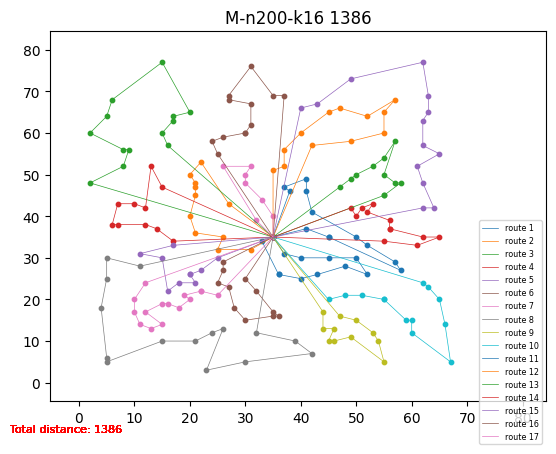 M-n200-k16 1386
80
70
60
50
40
30
20
10
0
0 10 20 30 40 50 60 70 80
route 1
route 2
route 3
route 4
route 5
route 6
route 7
route 8
route 9
route 10
route 11
route 12
route 13
route 14
route 15
route 16
route 17
Total distance: 1386